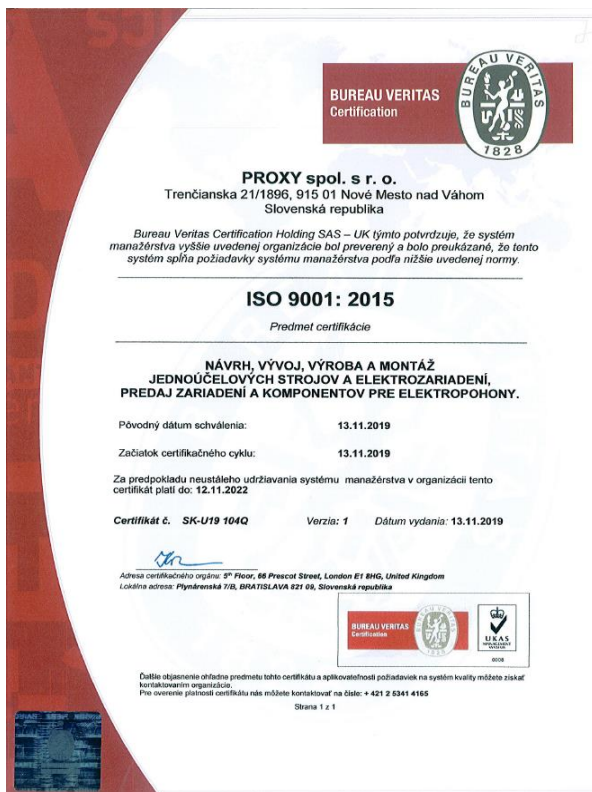 BUREAU VERITAS
Certification
BUREAU VERITAS
1828
PROXY spol. s r. o.
Trenčianska 21/1896, 915 01 Nové Mesto nad Váhom
Slovenská republika
Bureau Veritas Certification Holding SAS – UK týmto potvrdzuje, že systém
manažérstva vyššie uvedenej organizácie bol preverený a bolo preukázané, že tento
systém spĺňa požiadavky systému manažérstva podľa nižšie uvedenej normy.
ISO 9001: 2015
Predmet certifikácie
NÁVRH, VÝVOJ, VÝROBA A MONTÁŽ
JEDNOÚČELOVÝCH STROJOV A ELEKTROZARIADENÍ,
PREDAJ ZARIADENÍ A KOMPONENTOV PRE ELEKTROPOHONY.
Pôvodný dátum schválenia: 13.11.2019
Začiatok certifikačného cyklu: 13.11.2019
Za predpokladu neustáleho udržiavania systému manažérstva v organizácii tento
certifikát platí do: 12.11.2022
Certifikát č. SK-U19 104Q Verzia: 1 Dátum vydania: 13.11.2019
Adresa certifikačného orgánu: 5th Floor, 66 Prescot Street, London E1 8HG, United Kingdom
Lokálna adresa: Plynárenská 7/B, BRATISLAVA 821 09, Slovenská republika
BUREAU VERITAS
Certification
UKAS
MANAGEMENT
SYSTEMS
0008
Ďalšie objasnenie ohľadne predmetu tohto certifikátu a aplikovateľnosti požiadaviek na systém kvality môžete získať
kontaktovaním organizácie.
Pre overenie platnosti certifikátu nás môžete kontaktovať na čísle: + 421 2 5341 4165
Strana 1 z 1